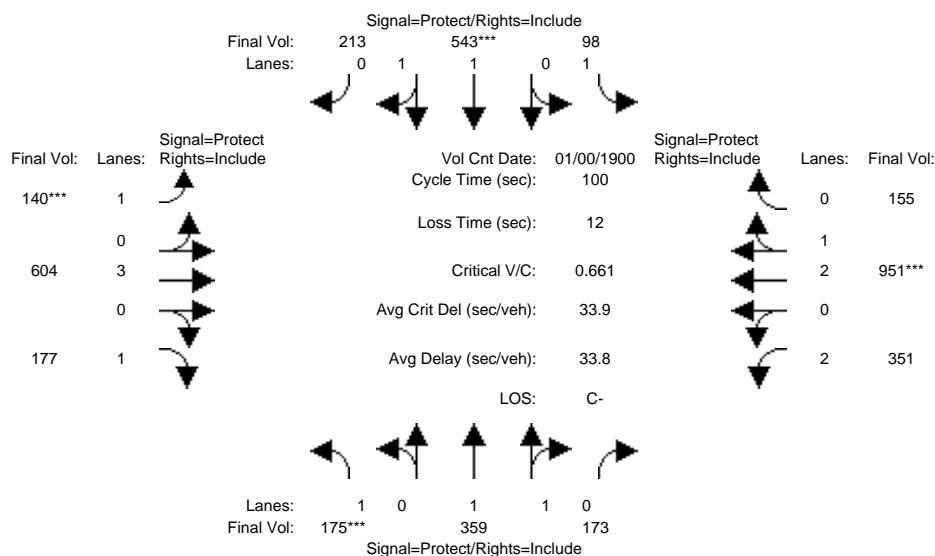 Signal=Protect/Rights=Include
Final Vol: 213 543*** 98
Lanes: 0 1 1 0 1
Signal=Protect Signal=Protect
Final Vol: Lanes: Rights=Include Vol Cnt Date: 01/00/1900 Rights=Include Lanes: Final Vol:
Cycle Time (sec): 100
140*** 1 0 155
Loss Time (sec): 12
0 1
604 3 Critical V/C: 0.661 2 951***
0 Avg Crit Del (sec/veh): 33.9 0
177 1 Avg Delay (sec/veh): 33.8 2 351
LOS: C-
Lanes: 1 0 1 1 0
Final Vol: 175*** 359 173
Signal=Protect/Rights=Include